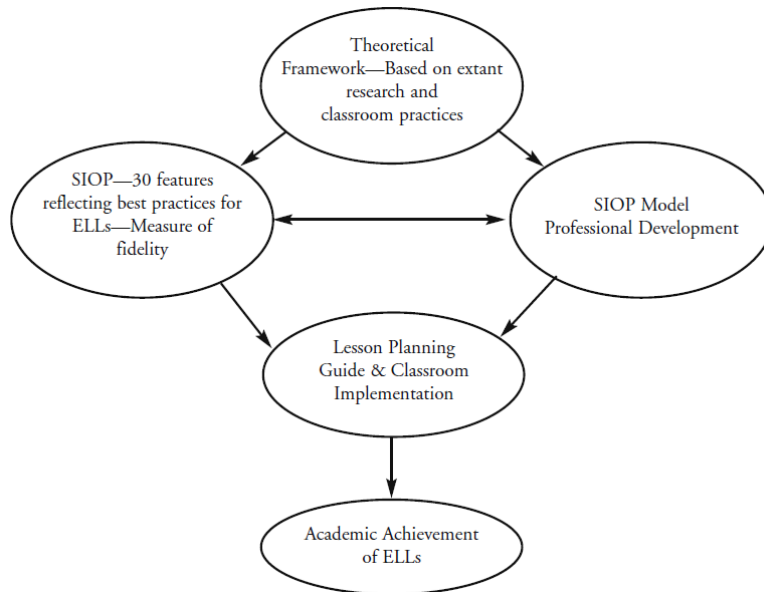 Theoretical
Framework—Based on extant
research and
classroom practices
SIOP—30 features
reflecting best practices for
ELLs—Measure of
fidelity
SIOP Model
Professional Development
Lesson Planning
Guide & Classroom
Implementation
Academic Achievement
of ELLs